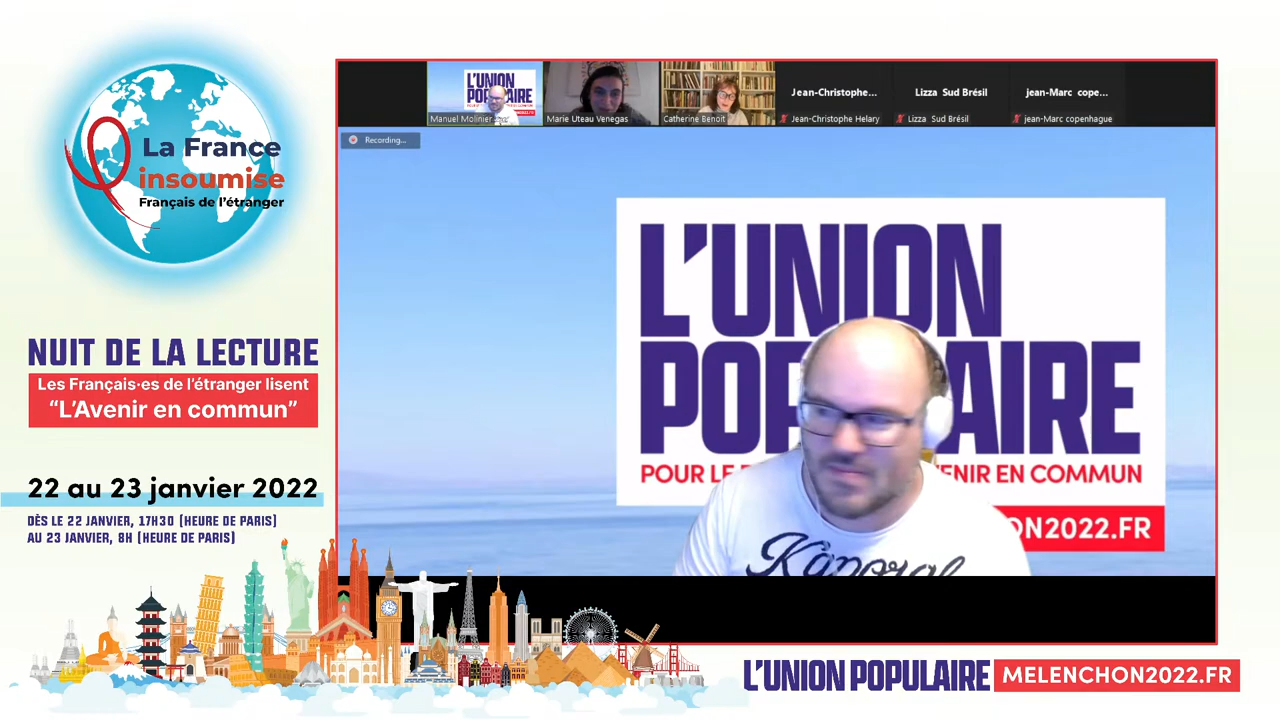 La France
insoumise
Français de l'étranger
NUIT DE LA LECTURE
Les Français·es de l'étranger lisent
“L'Avenir en commun”
22 au 23 janvier 2022
DÈS LE 22 JANVIER, 17H30 (HEURE DE PARIS)
AU 23 JANVIER, 8H (HEURE DE PARIS)
L'UNION
Manuel Molinier
Marie Uteau Venegas
Catherine Benoit
Jean-Christophe...
Jean-Christophe Helary
Lizza Sud Brésil
Lizza Sud Brésil
jean-Marc cope...
jean-Marc copenhague
Recording...
L'UNION
POPULAIRE
POUR LE
ENIR EN COMMUN
ON2022.FR
Kaporal
L'UNION POPULAIRE MELENCHON2022.FR